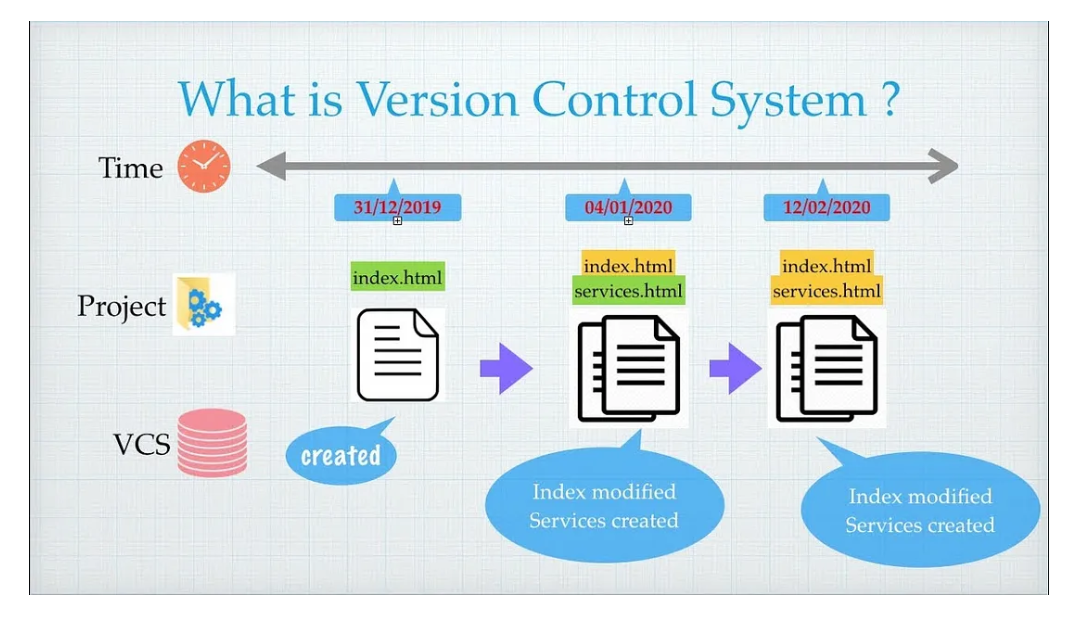 What is Version Control System ?
Time
31/12/2019
04/01/2020
12/02/2020
index.html
index.html
services.html
index.html
services.html
Project
VCS
created
Index modified
Services created
Index modified
Services created